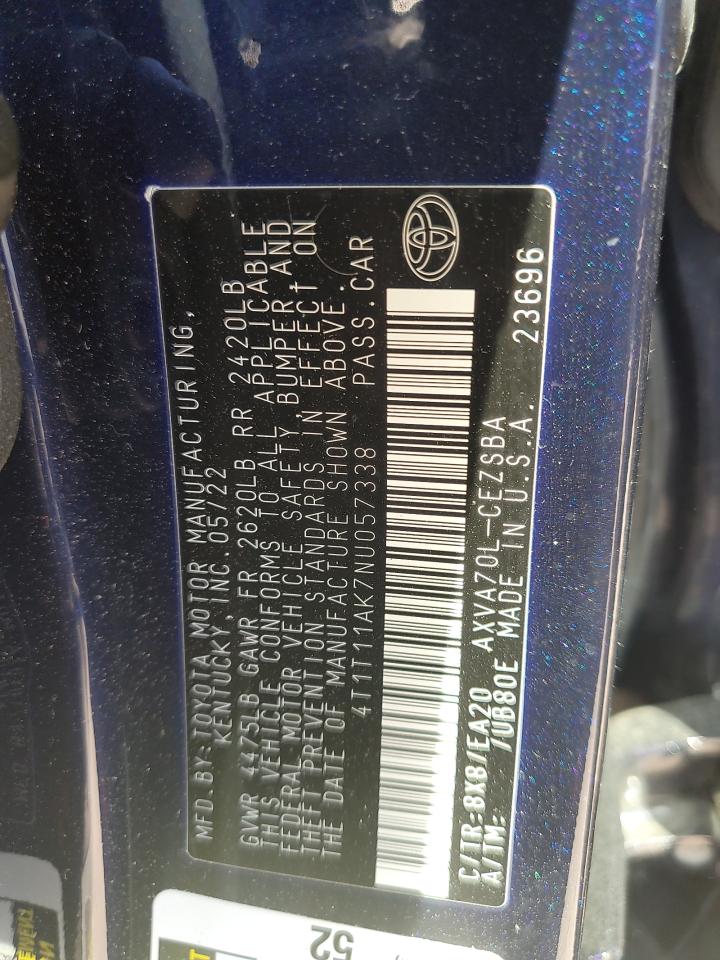 MFD.BY:TOYOTA MOTOR MANUFACTURING,
KENTUCKY, INC. 05/22
GVWR 4475LB GAWR FR 2620LB RR 2420LB
THIS VEHICLE CONFORMS TO ALL APPLICABLE
FEDERAL MOTOR VEHICLE SAFETY, BUMPER, AND
THEFT PREVENTION STANDARDS IN EFFECT ON
THE DATE OF MANUFACTURE SHOWN ABOVE.
4T1T11AK7NU057338 PASS.CAR
C/TR:8X8/EA20 AXVA70L-CEZSBA
A/TM: /UB80E MADE IN U.S.A. 23696
52